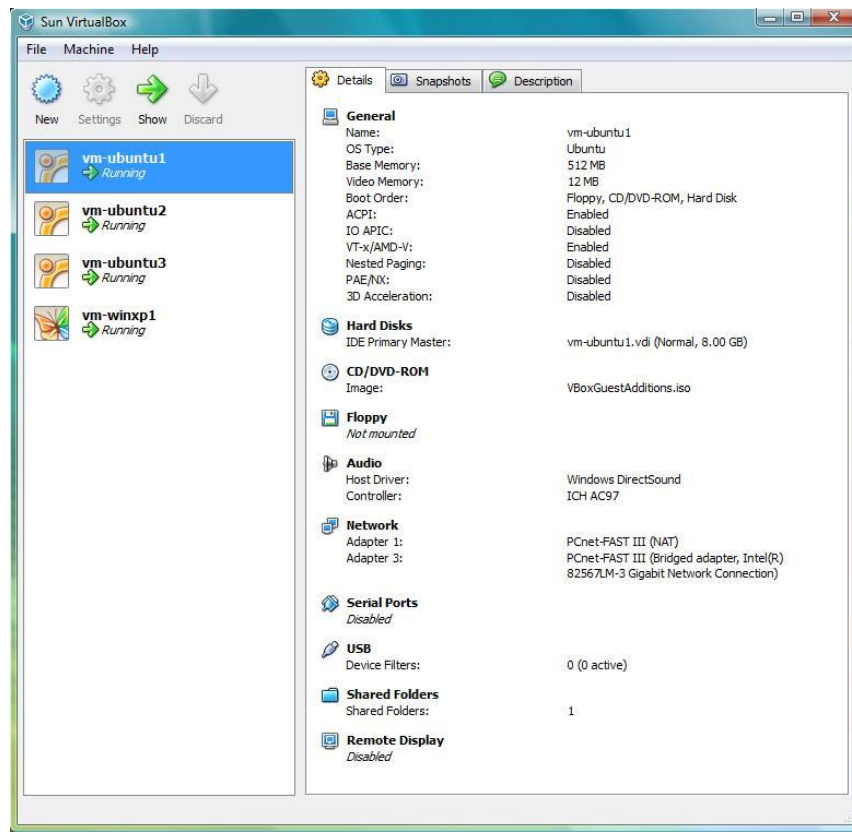 Sun VirtualBox
File Machine Help
New Settings Show Discard
vm-ubuntu1
Running
vm-ubuntu2
Running
vm-ubuntu3
Running
vm-winxp1
Running
Details Snapshots Description
General
Name: vm-ubuntu1
OS Type: Ubuntu
Base Memory: 512 MB
Video Memory: 12 MB
Boot Order: Floppy, CD/DVD-ROM, Hard Disk
ACPI: Enabled
IO APIC: Disabled
VT-x/AMD-V: Enabled
Nested Paging: Disabled
PAE/NX: Disabled
3D Acceleration: Disabled
Hard Disks
IDE Primary Master: vm-ubuntu1.vdi (Normal, 8.00 GB)
CD/DVD-ROM
Image: VBoxGuestAdditions.iso
Floppy
Not mounted
Audio
Host Driver: Windows DirectSound
Controller: ICH AC97
Network
Adapter 1: PCnet-FAST III (NAT)
Adapter 3: PCnet-FAST III (Bridged adapter, Intel(R)
82567LM-3 Gigabit Network Connection)
Serial Ports
Disabled
USB
Device Filters: 0 (0 active)
Shared Folders
Shared Folders: 1
Remote Display
Disabled